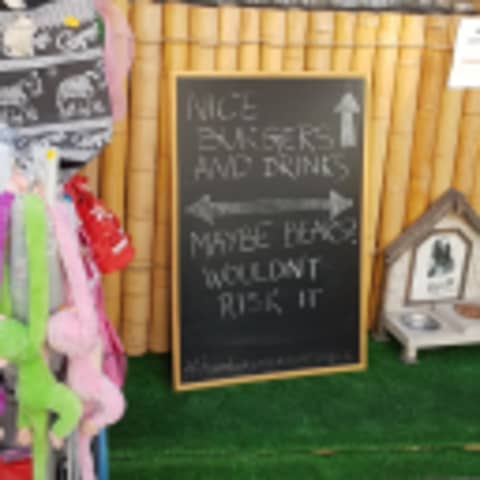 NICE
BURGERS
AND DRINKS
MAYBE BEARS?
WOULDNT
RISK IT